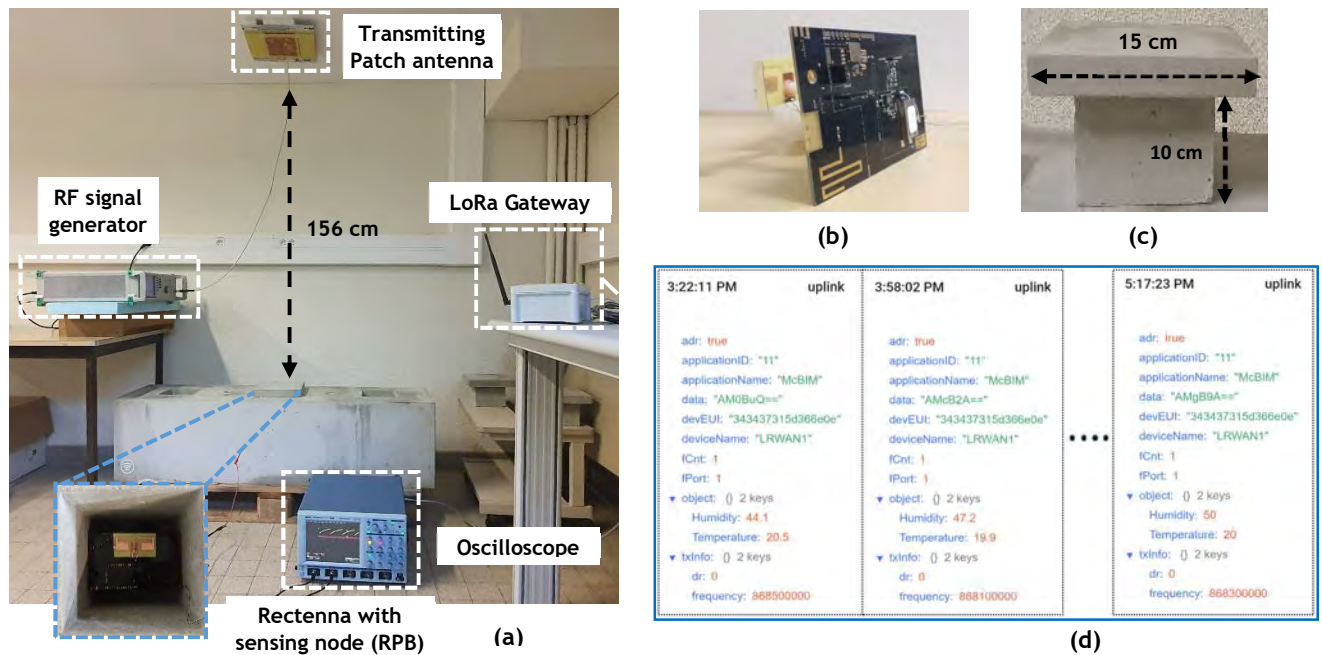 Transmitting
Patch antenna
RF signal
generator
156 cm
LoRa Gateway
Oscilloscope
Rectenna with
sensing node (RPB)
(a)
(b)
15 cm
10 cm
(c)
3:22:11 PM uplink
adr: true
applicationID: "11"
applicationName: "McBIM"
data: "AM0BuQ=="
devEUI: "343437315d366e0e"
deviceName: "LRWAN1"
fCnt: 1
fPort: 1
▼ object: {} 2 keys
Humidity: 44.1
Temperature: 20.5
▼ txInfo: {} 2 keys
dr: 0
frequency: 868500000
3:58:02 PM uplink
adr: true
applicationID: "11"
applicationName: "McBIM"
data: "AMcB2A=="
devEUI: "343437315d366e0e"
deviceName: "LRWAN1"
fCnt: 1
fPort: 1
▼ object: {} 2 keys
Humidity: 47.2
Temperature: 19.9
▼ txInfo: {} 2 keys
dr: 0
frequency: 868100000
5:17:23 PM uplink
adr: true
applicationID: "11"
applicationName: "McBIM"
data: "AMgB9A=="
devEUI: "343437315d366e0e"
deviceName: "LRWAN1"
fCnt: 1
fPort: 1
▼ object: {} 2 keys
Humidity: 50
Temperature: 20
▼ txInfo: {} 2 keys
dr: 0
frequency: 868300000
(d)